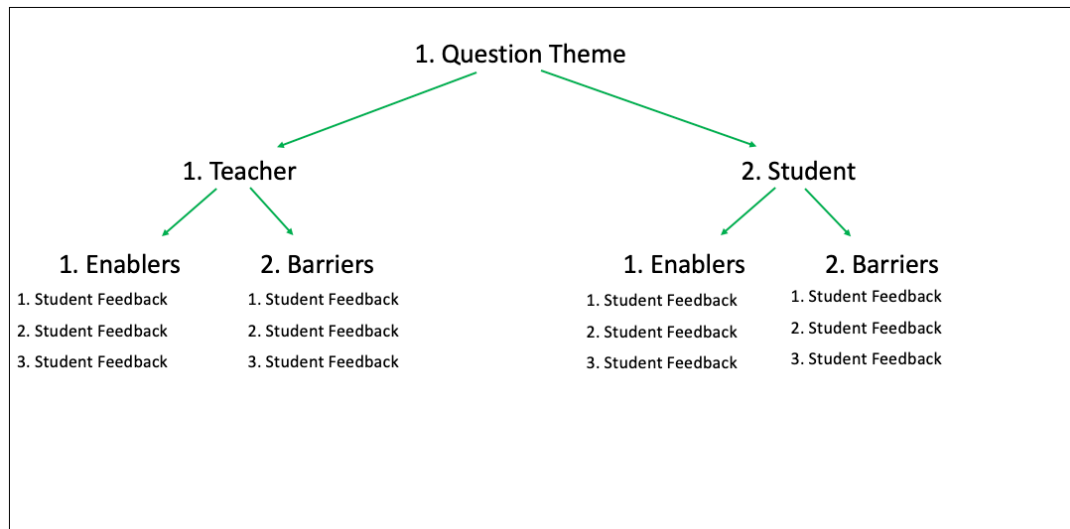 1. Question Theme
1. Teacher
2. Student
1. Enablers
2. Barriers
1. Enablers
2. Barriers
1. Student Feedback
2. Student Feedback
3. Student Feedback
1. Student Feedback
2. Student Feedback
3. Student Feedback
1. Student Feedback
2. Student Feedback
3. Student Feedback
1. Student Feedback
2. Student Feedback
3. Student Feedback